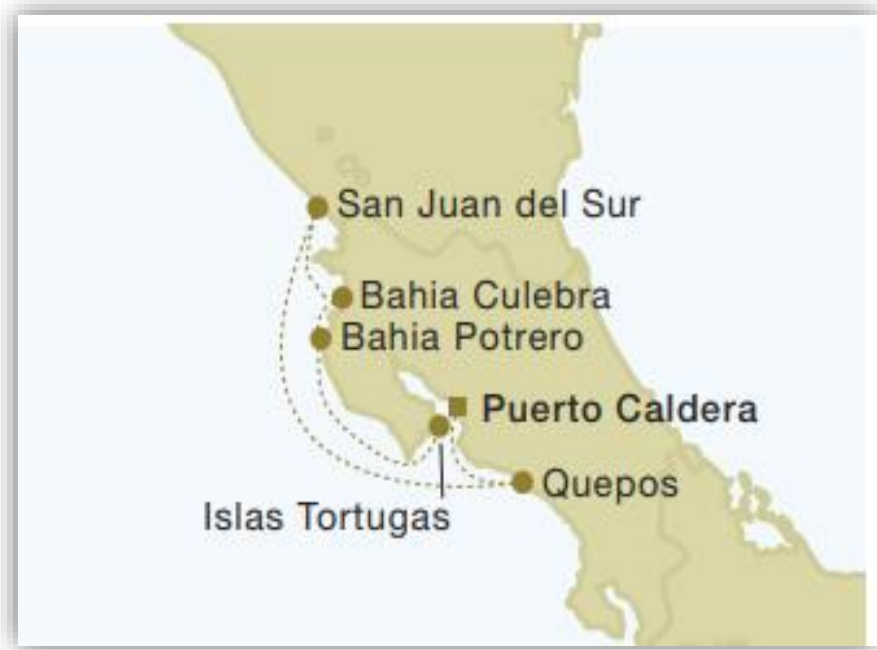 San Juan del Sur
Bahia Culebra
Bahia Potrero
Puerto Caldera
Quepos
Islas Tortugas